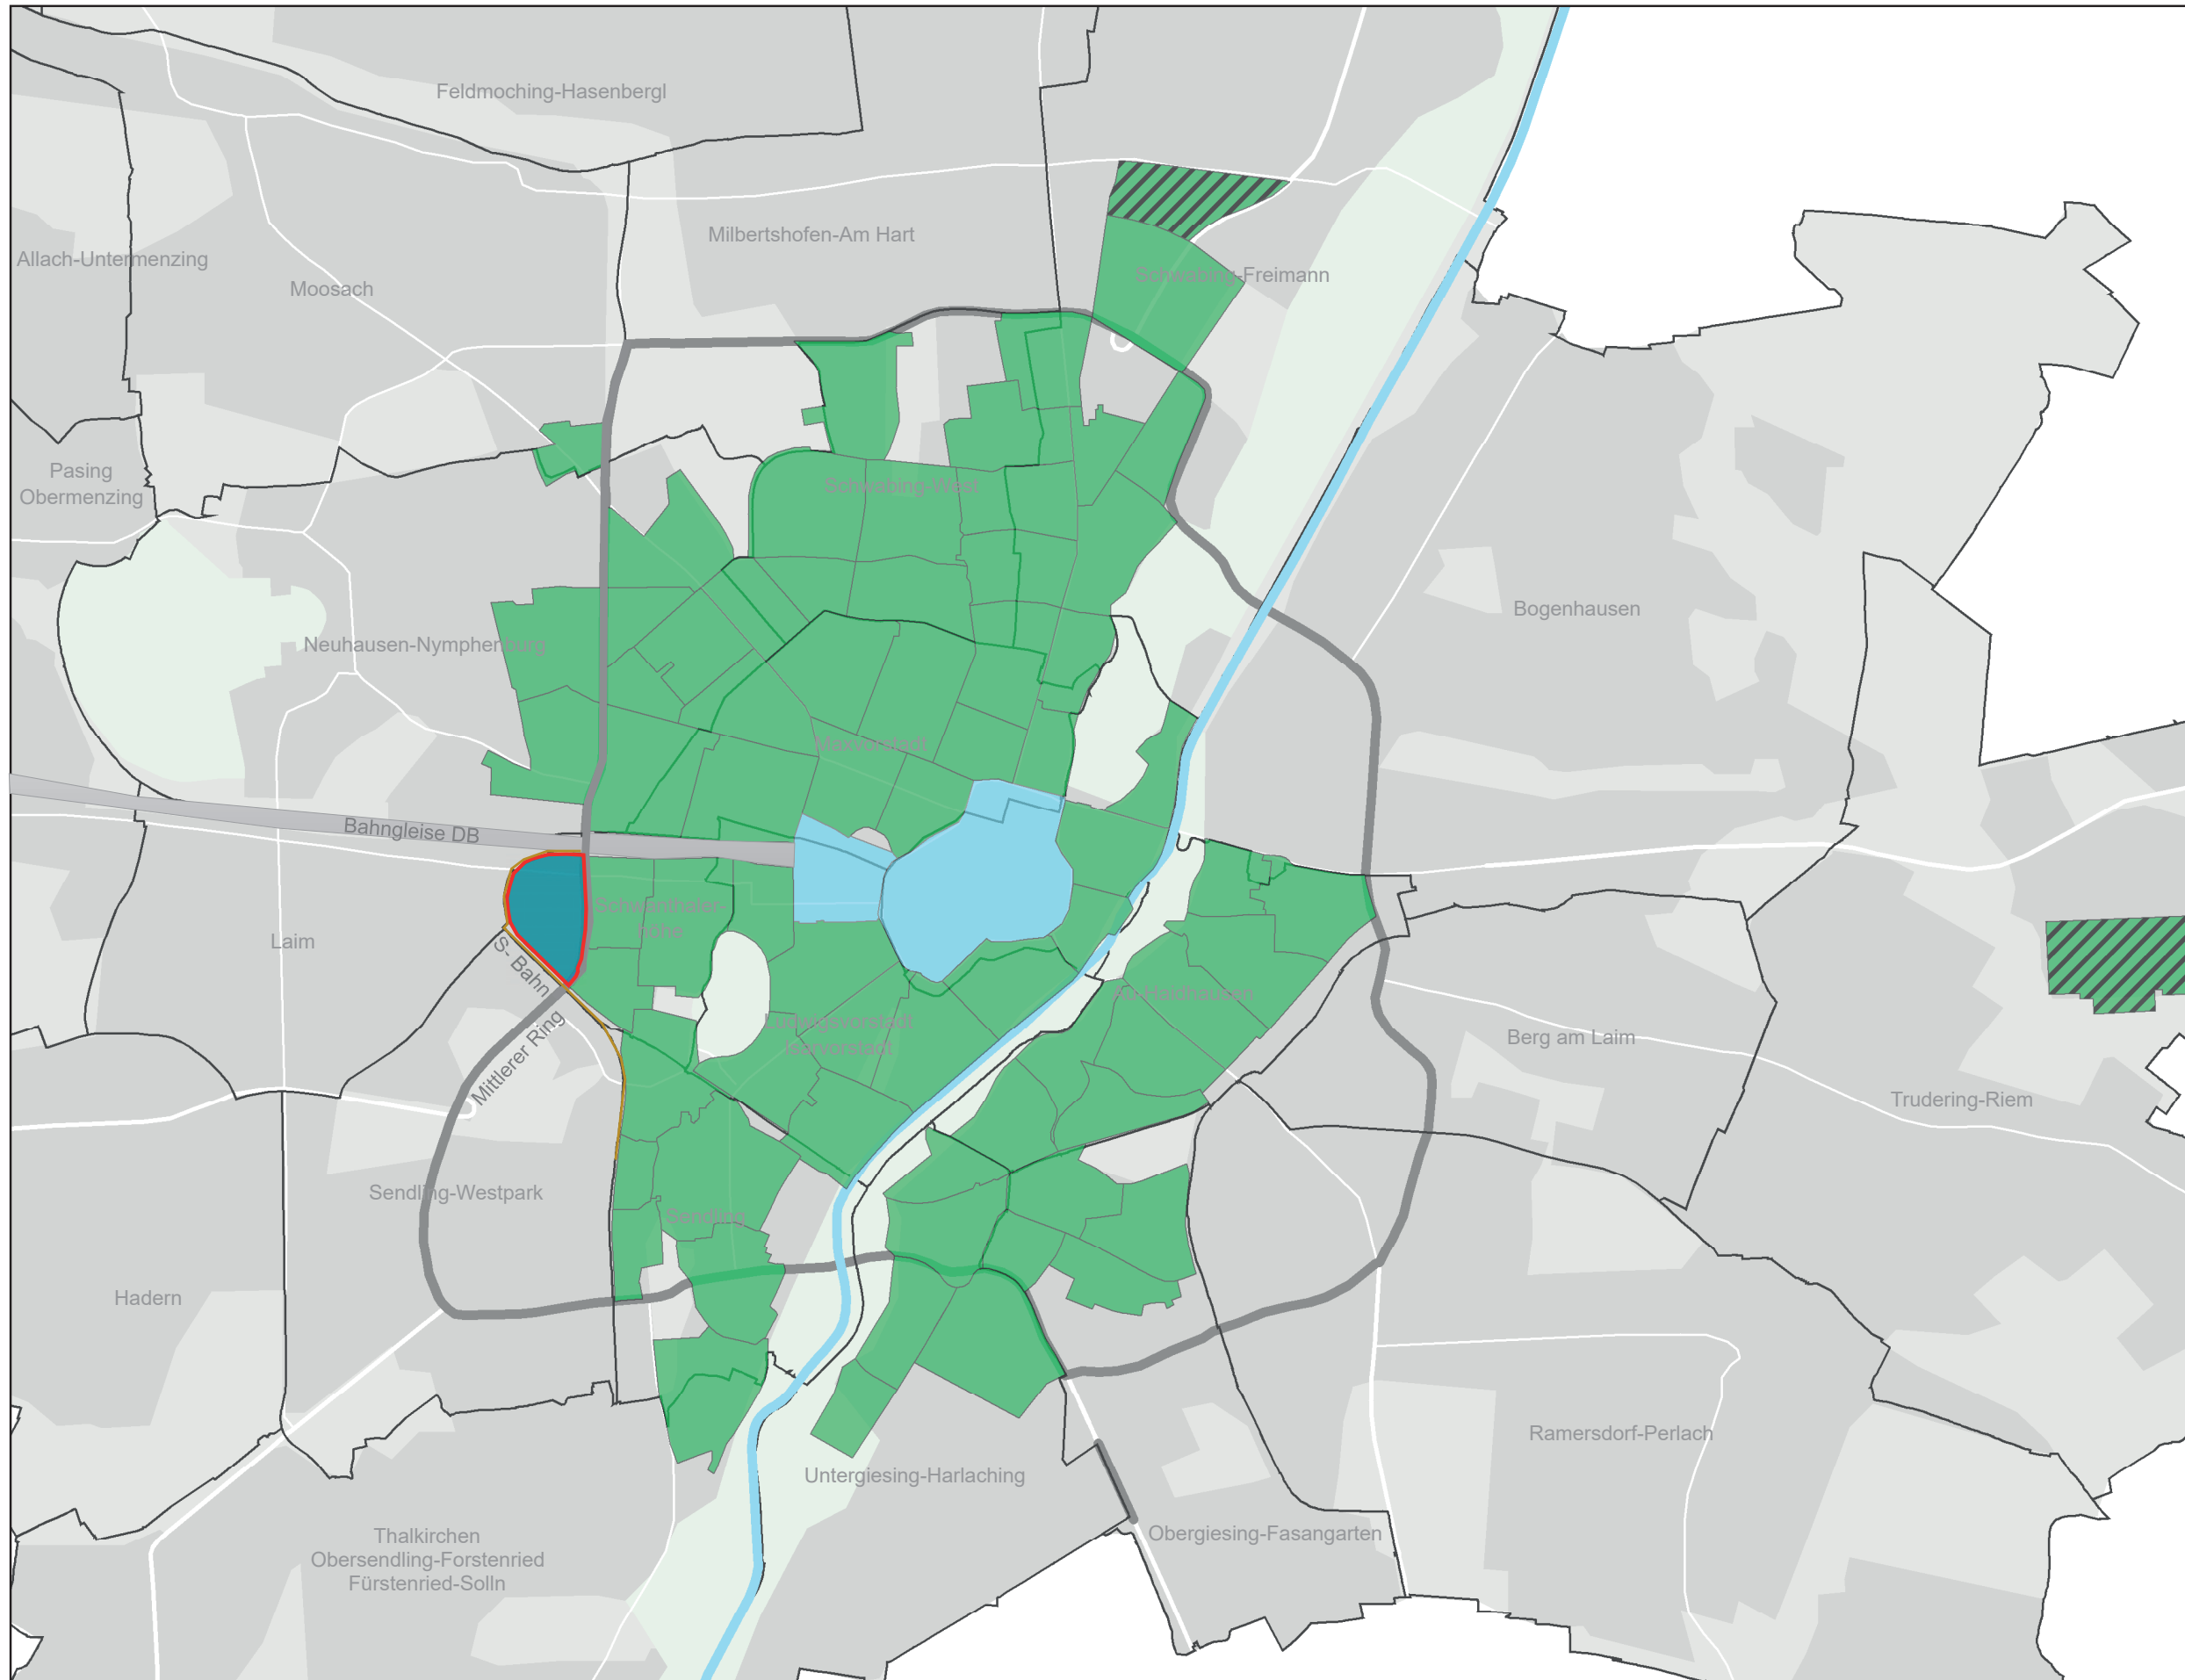 Feldmoching-Hasenbergl
Milbertshofen-Am Hart
Allach-Untermenzing
Schwabing-Freimann
Moosach
Pasing
Obermenzing
Schwabing-West
Bogenhausen
Neuhausen-Nymphenburg
Maxvorstadt
Bahngleise DB
Schwanthaler-
höhe
Laim
S- Bahn
Au-Haidhausen
Ludwigsvorstadt
Isarvorstadt
Mittlerer Ring
Berg am Laim
Trudering-Riem
Sendling-Westpark
Sendling
Hadern
Ramersdorf-Perlach
Untergiesing-Harlaching
Obergiesing-Fasangarten
Thalkirchen
Obersendling-Forstenried
Fürstenried-Solln